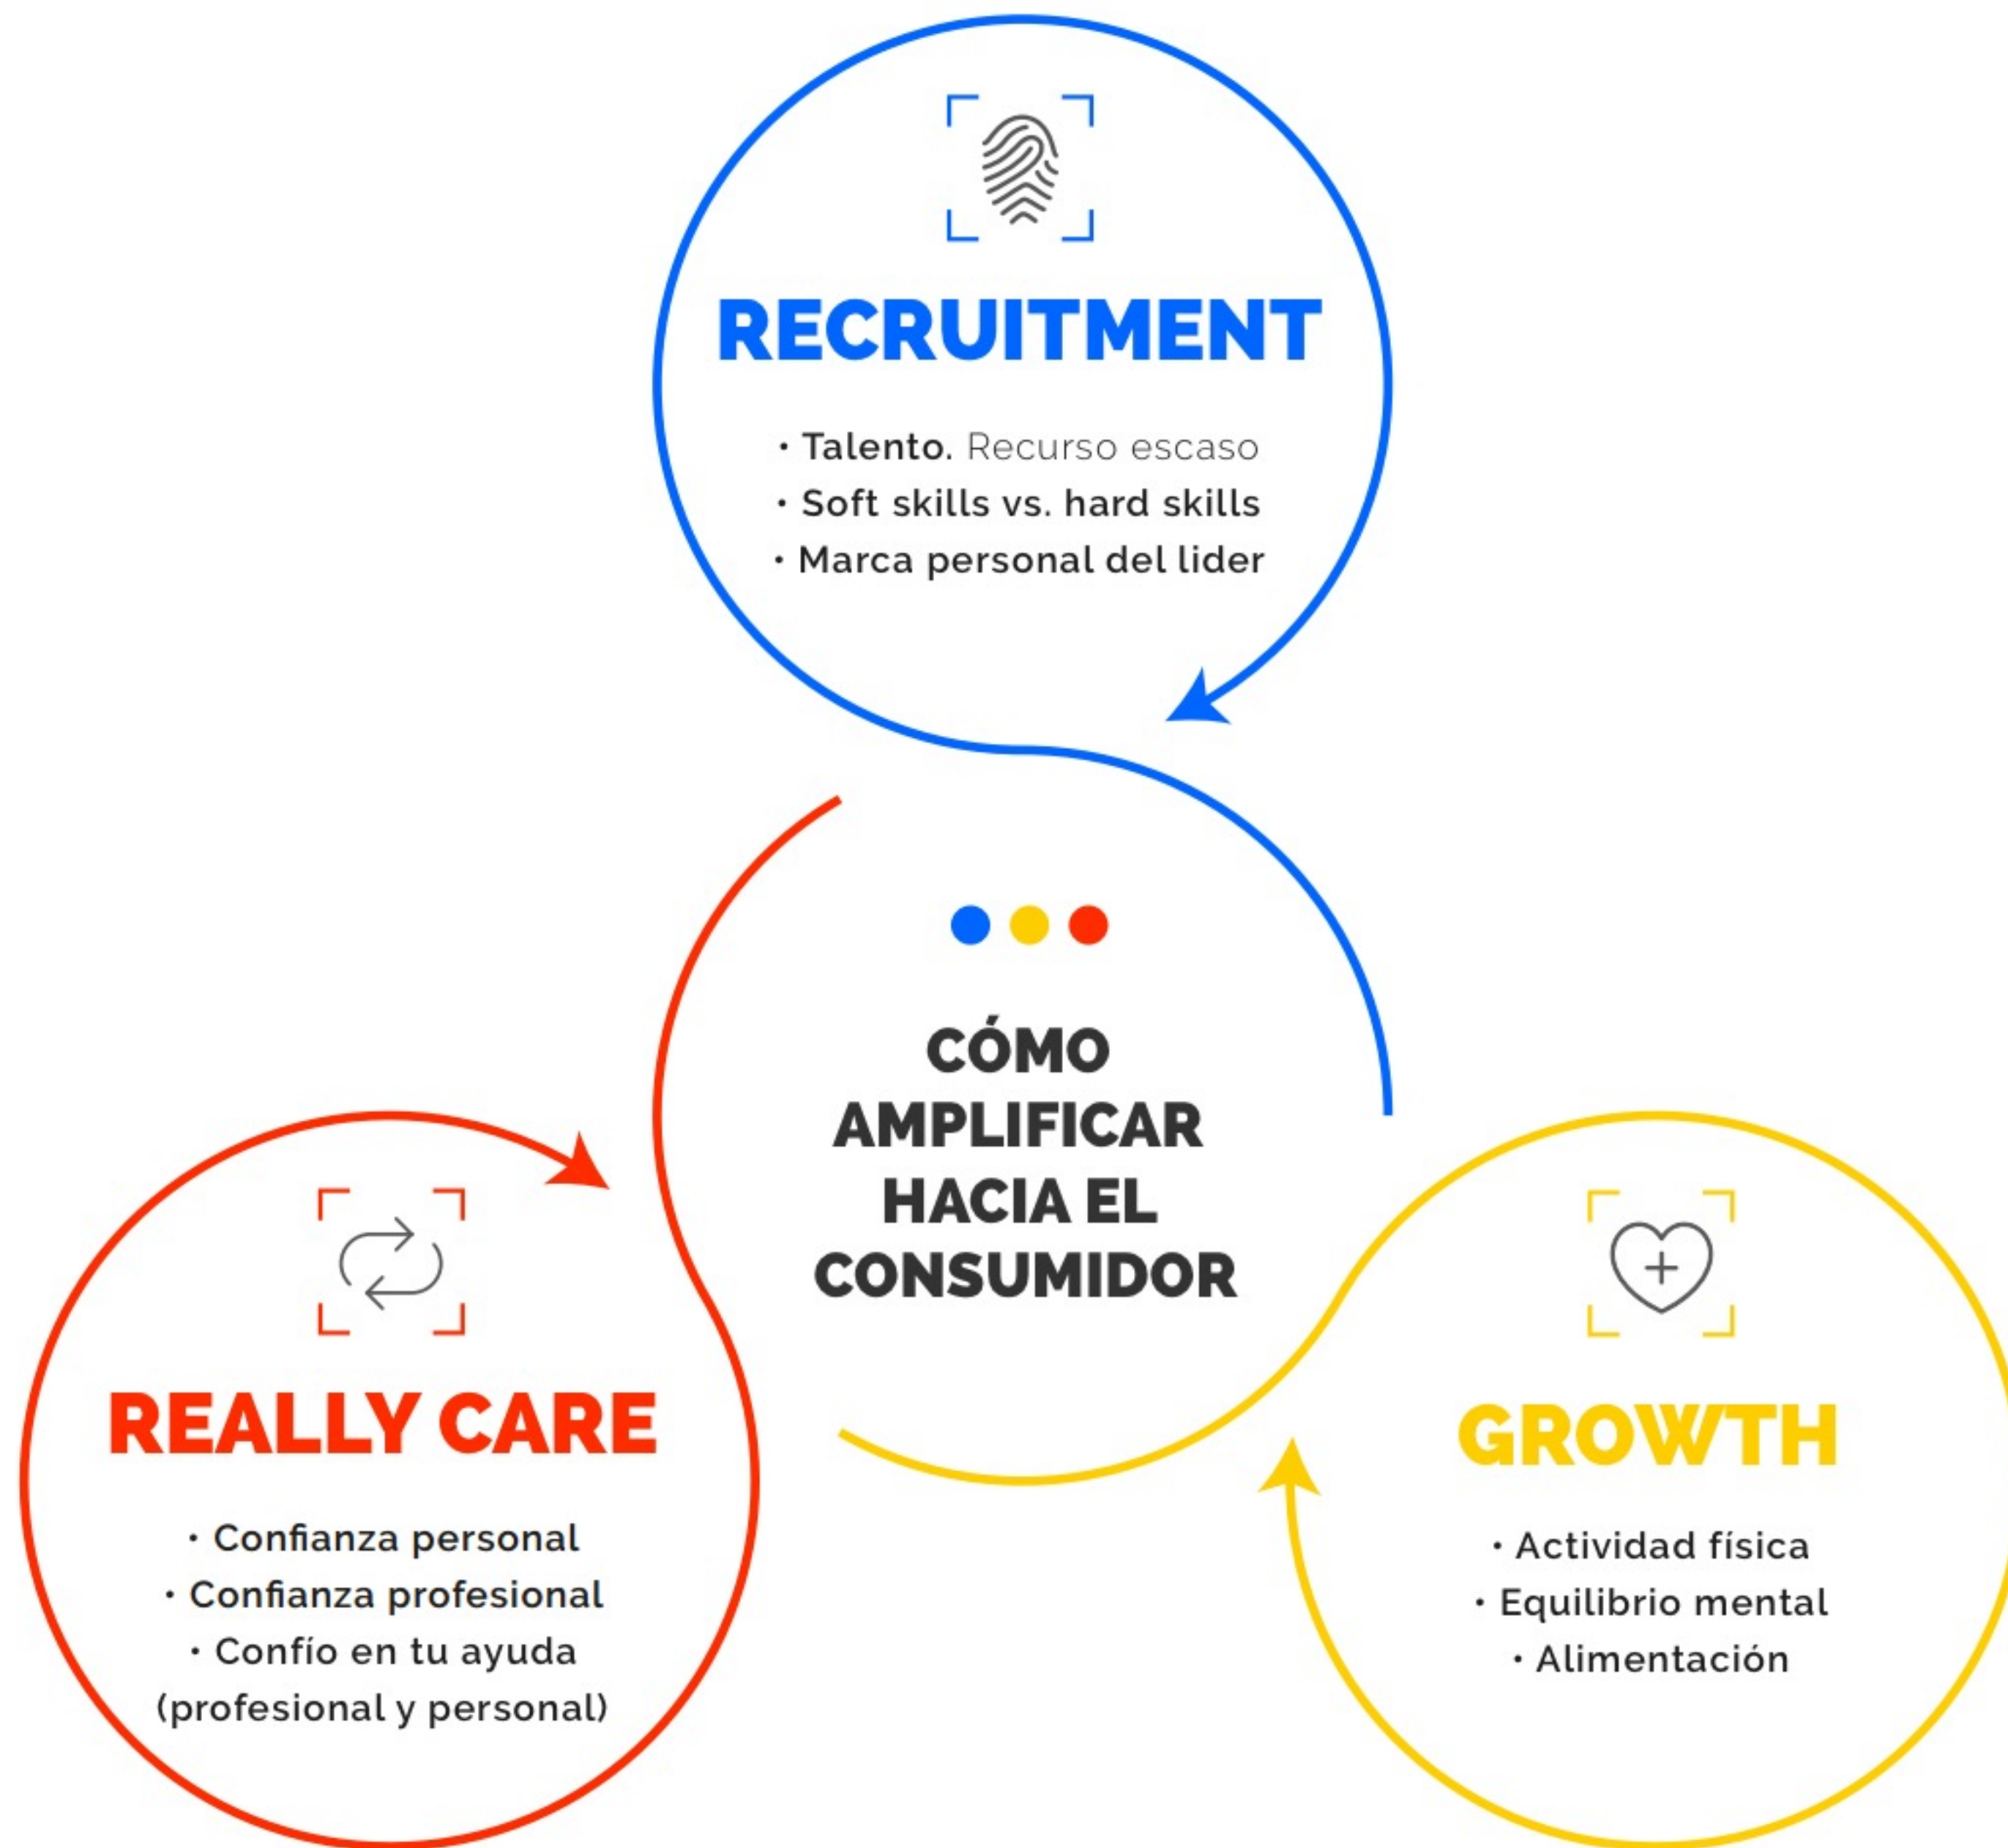 RECRUITMENT
• Talento. Recurso escaso
• Soft skills vs. hard skills
• Marca personal del lider
CÓMO
AMPLIFICAR
HACIA EL
CONSUMIDOR
REALLY CARE
• Confianza personal
• Confianza profesional
• Confío en tu ayuda
(profesional y personal)
GROWTH
• Actividad física
• Equilibrio mental
• Alimentación